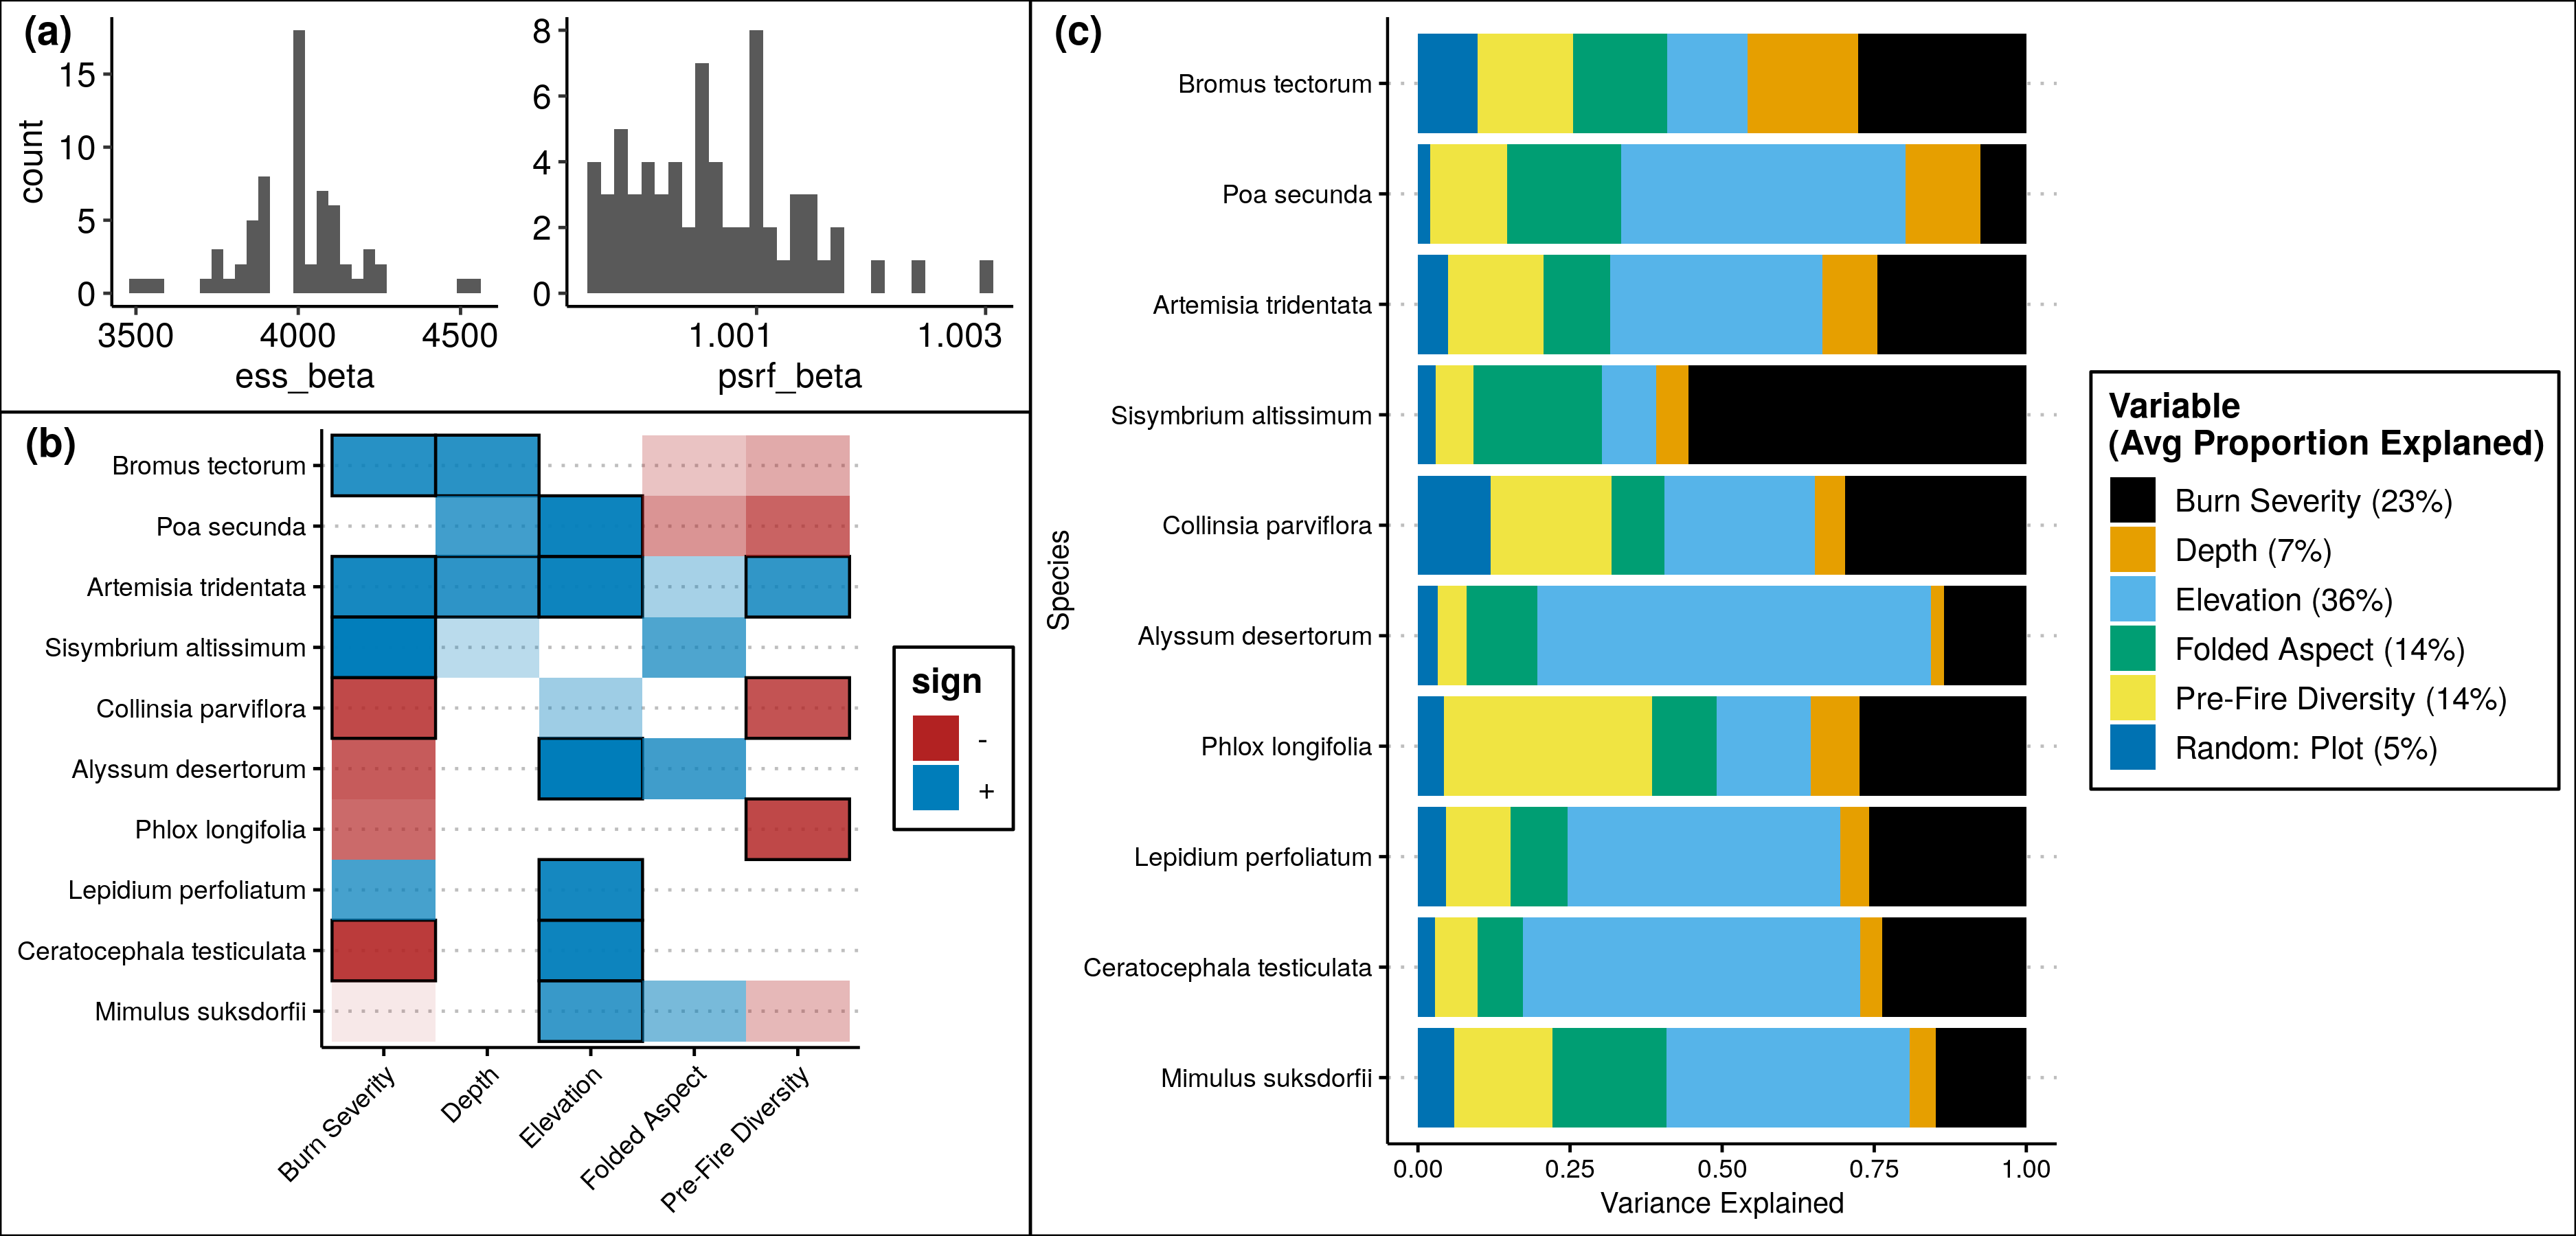 (a)
count
15
10
5
0
3500 4000 4500
ess_beta
8
6
4
2
0
1.001 1.003
psrf_beta
(b)
Bromus tectorum
Poa secunda
Artemisia tridentata
Sisymbrium altissimum
Collinsia parviflora
Alyssum desertorum
Phlox longifolia
Lepidium perfoliatum
Ceratocephala testiculata
Mimulus suksdorfii
Burn Severity
Depth
Elevation
Folded Aspect
Pre-Fire Diversity
sign
-
+
(c)
Species
Bromus tectorum
Poa secunda
Artemisia tridentata
Sisymbrium altissimum
Collinsia parviflora
Alyssum desertorum
Phlox longifolia
Lepidium perfoliatum
Ceratocephala testiculata
Mimulus suksdorfii
0.00 0.25 0.50 0.75 1.00
Variance Explained
Variable
(Avg Proportion Explaned)
Burn Severity (23%)
Depth (7%)
Elevation (36%)
Folded Aspect (14%)
Pre-Fire Diversity (14%)
Random: Plot (5%)